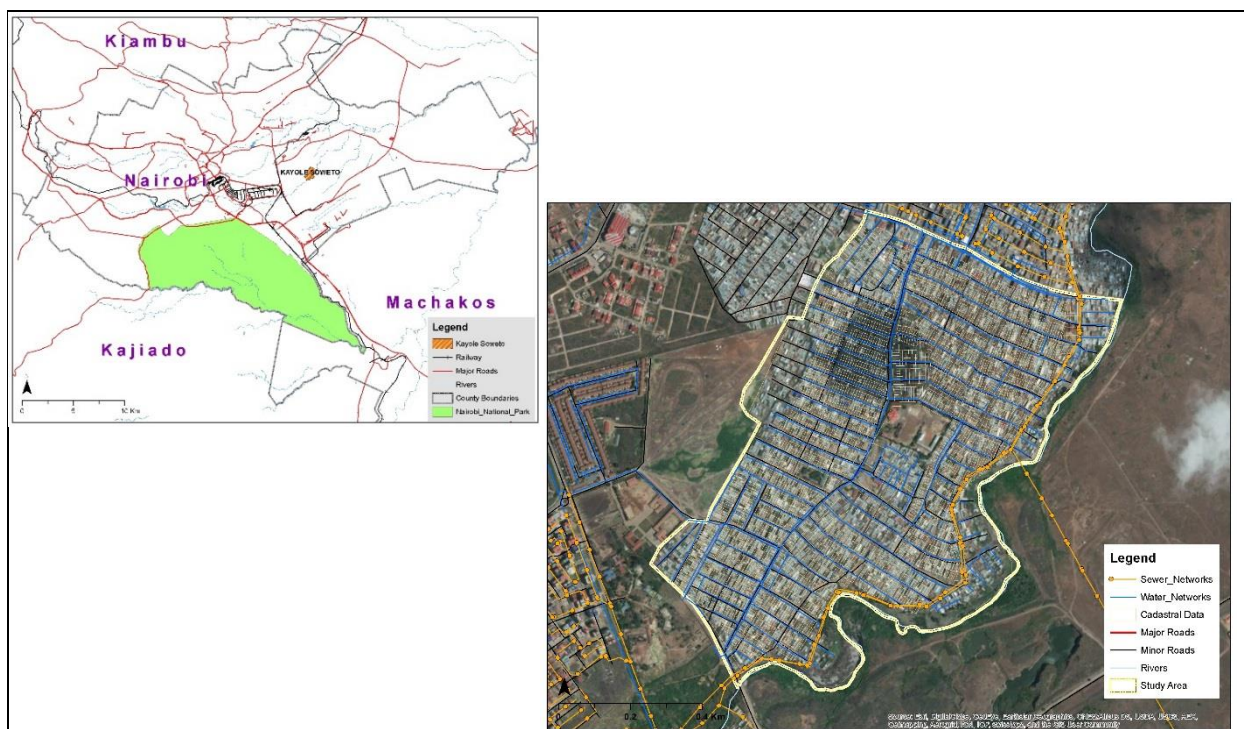 Kiambu
KAYOLE SOWETO
Nairobi
Machakos
Kajiado
Legend
Kayole Soweto
Railway
Major Roads
Rivers
County Boundaries
Nairobi_National_Park
0 5 10 Km
Legend
Sewer_Networks
Water_Networks
Cadastral Data
Major Roads
Minor Roads
Rivers
Study Area
0 0.2 0.4 Km